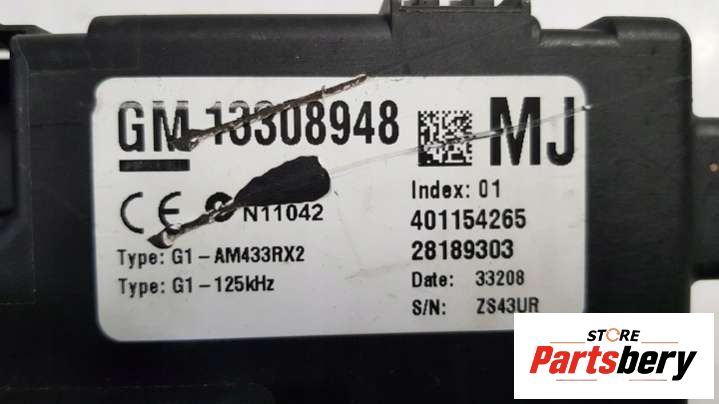 GM 13308948
MJ
CE N11042
Type: G1-AM433RX2
Type: G1-125kHz
Index: 01
401154265
28189303
Date: 33208
S/N: ZS43UR
STORE
Partsbery